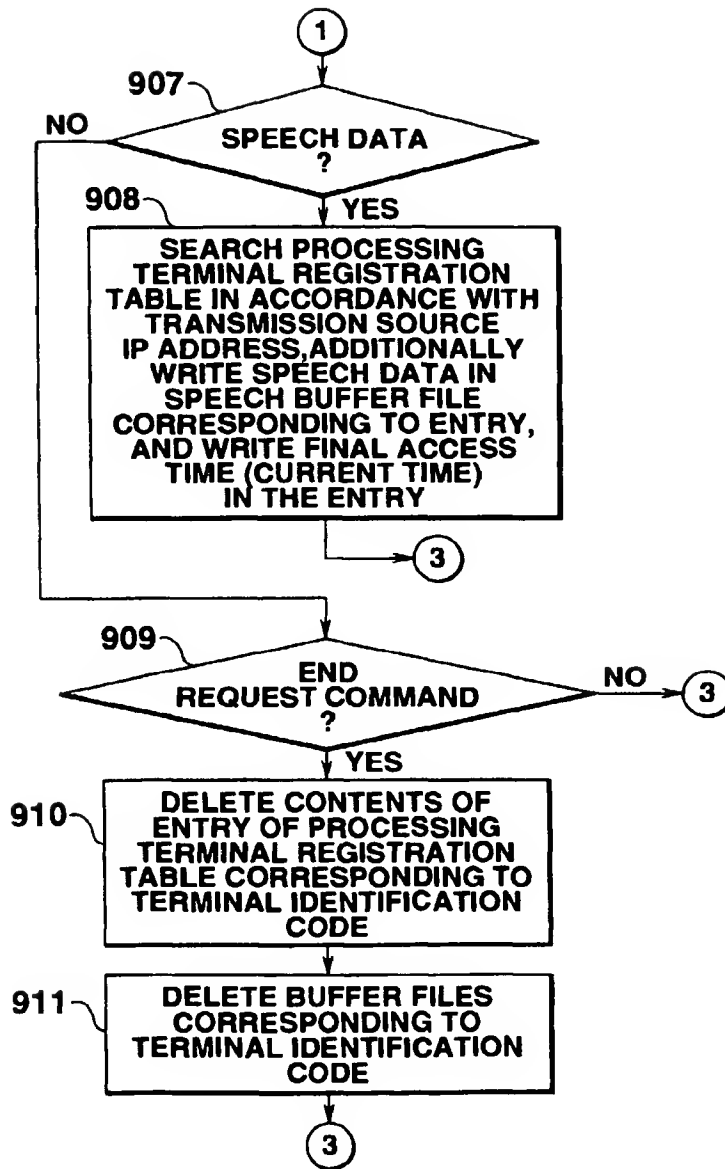 1
907
NO
SPEECH DATA
?
YES
908
SEARCH PROCESSING
TERMINAL REGISTRATION
TABLE IN ACCORDANCE WITH
TRANSMISSION SOURCE
IP ADDRESS,ADDITIONALLY
WRITE SPEECH DATA IN
SPEECH BUFFER FILE
CORRESPONDING TO ENTRY,
AND WRITE FINAL ACCESS
TIME (CURRENT TIME)
IN THE ENTRY
3
909
END
REQUEST COMMAND
?
NO
3
YES
910
DELETE CONTENTS OF
ENTRY OF PROCESSING
TERMINAL REGISTRATION
TABLE CORRESPONDING TO
TERMINAL IDENTIFICATION
CODE
911
DELETE BUFFER FILES
CORRESPONDING TO
TERMINAL IDENTIFICATION
CODE
3